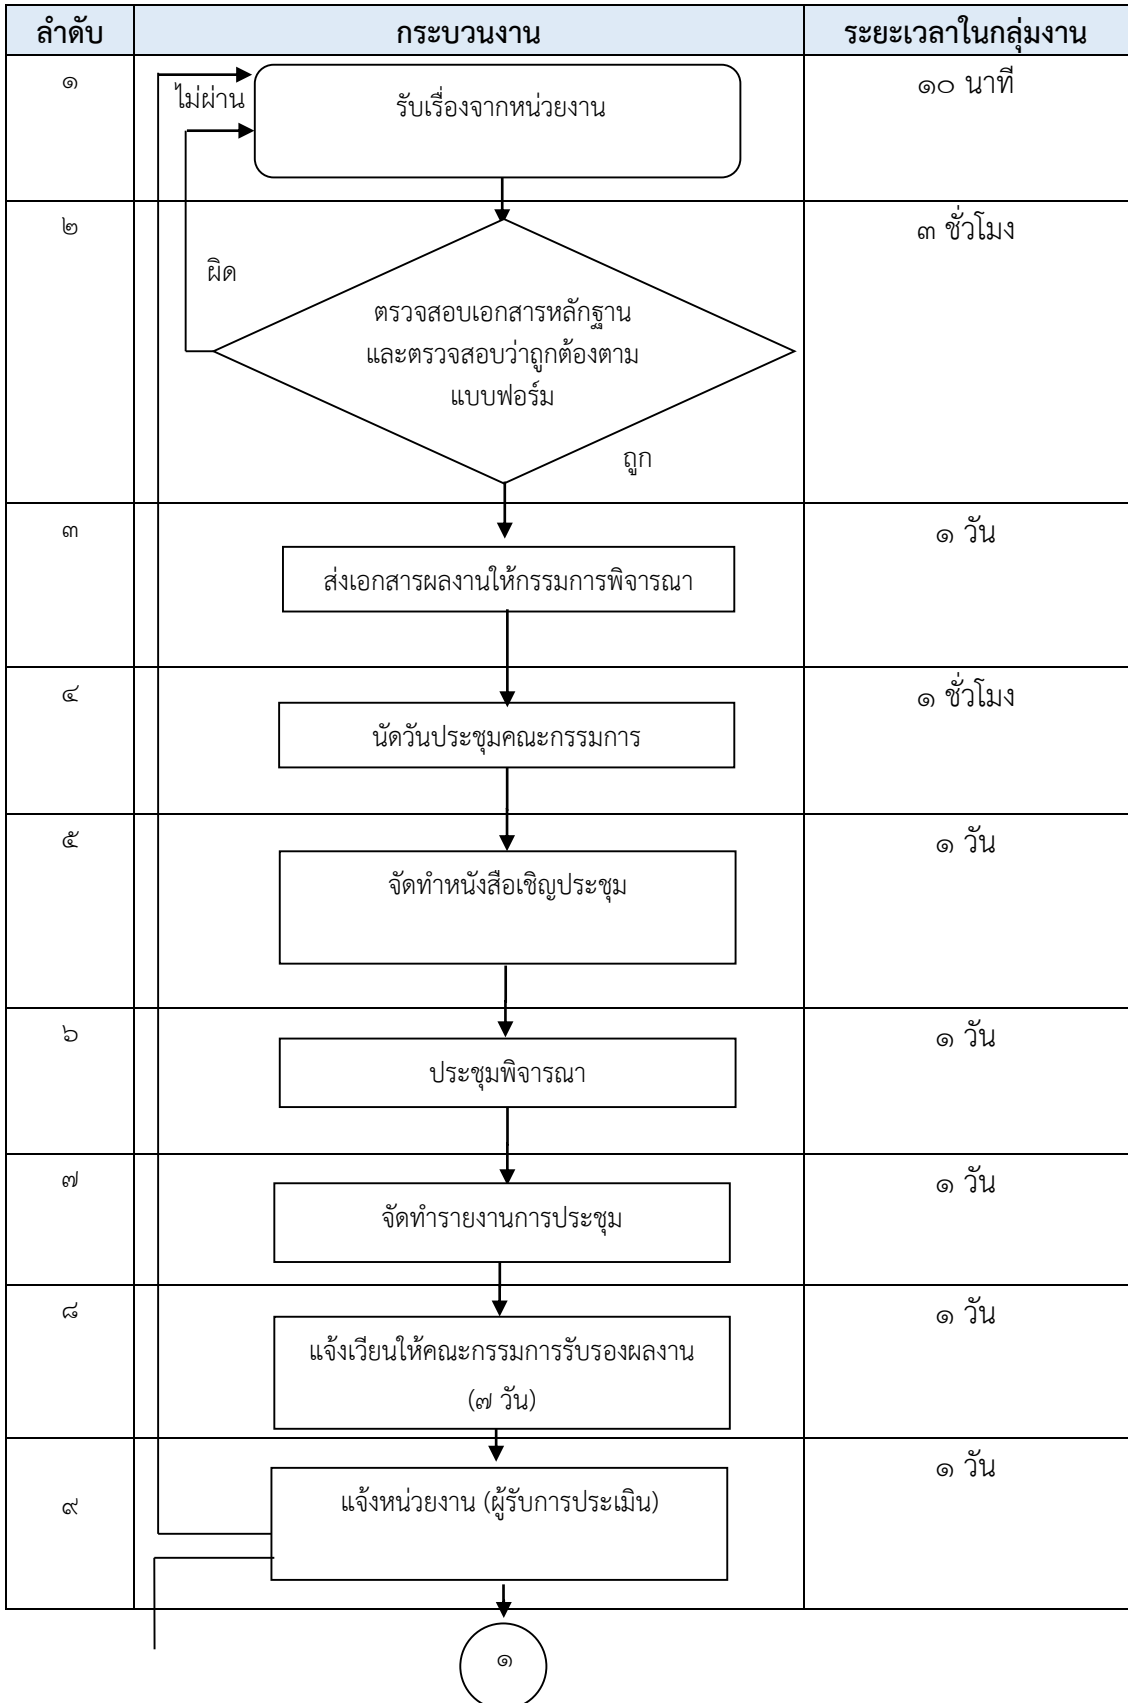 ลำดับ กระบวนงาน ระยะเวลาในกลุ่มงาน
๑ ๑๐ นาที
ไม่ผ่าน
รับเรื่องจากหน่วยงาน
๒ ๓ ชั่วโมง
ผิด
ตรวจสอบเอกสารหลักฐาน
และตรวจสอบว่าถูกต้องตาม
แบบฟอร์ม
ถูก
๓ ๑ วัน
ส่งเอกสารผลงานให้กรรมการพิจารณา
๔ ๑ ชั่วโมง
นัดวันประชุมคณะกรรมการ
๕ ๑ วัน
จัดทำหนังสือเชิญประชุม
๖ ๑ วัน
ประชุมพิจารณา
๗ ๑ วัน
จัดทำรายงานการประชุม
๘ ๑ วัน
แจ้งเวียนให้คณะกรรมการรับรองผลงาน
(๗ วัน)
๙ ๑ วัน
แจ้งหน่วยงาน (ผู้รับการประเมิน)
๑